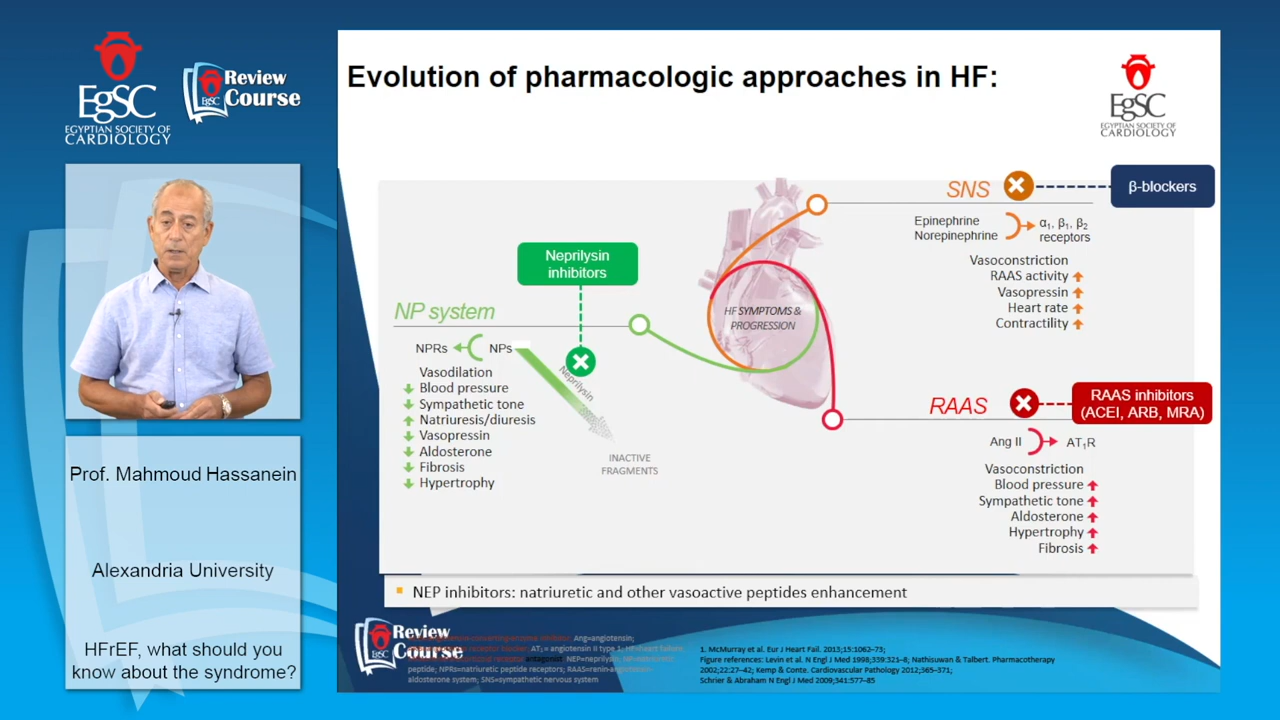 EgSC
EGYPTIAN SOCIETY OF
CARDIOLOGY
Review
Course
EgSC
Prof. Mahmoud Hassanein
Alexandria University
HFrEF, what should you
know about the syndrome?
Evolution of pharmacologic approaches in HF:
EgSC
EGYPTIAN SOCIETY OF
CARDIOLOGY
SNS
β-blockers
Epinephrine
Norepinephrine
α1, β1, β2
receptors
Vasoconstriction
RAAS activity
Vasopressin
Heart rate
Contractility
Neprilysin
inhibitors
NP system
HF SYMPTOMS &
PROGRESSION
NPRs
NPs
Neprilysin
Vasodilation
Blood pressure
Sympathetic tone
Natriuresis/diuresis
Vasopressin
Aldosterone
Fibrosis
Hypertrophy
INACTIVE
FRAGMENTS
RAAS
RAAS inhibitors
(ACEI, ARB, MRA)
Ang II
AT1R
Vasoconstriction
Blood pressure
Sympathetic tone
Aldosterone
Hypertrophy
Fibrosis
NEP inhibitors: natriuretic and other vasoactive peptides enhancement
Review
Course
EgSC
inhibitor; Ang=angiotensin;
blocker; AT1 = angiotensin II type 1; HF=heart failure;
receptor antagonist; NEP=neprilysin; NP=natriuretic
peptide; NPRs=natriuretic peptide receptors; RAAS=renin-angiotensin-
aldosterone system; SNS=sympathetic nervous system
1. McMurray et al. Eur J Heart Fail. 2013;15:1062–73;
Figure references: Levin et al. N Engl J Med 1998;339:321–8; Nathisuwan & Talbert. Pharmacotherapy
2002;22:27–42; Kemp & Conte. Cardiovascular Pathology 2012;365–371;
Schrier & Abraham N Engl J Med 2009;341:577–85